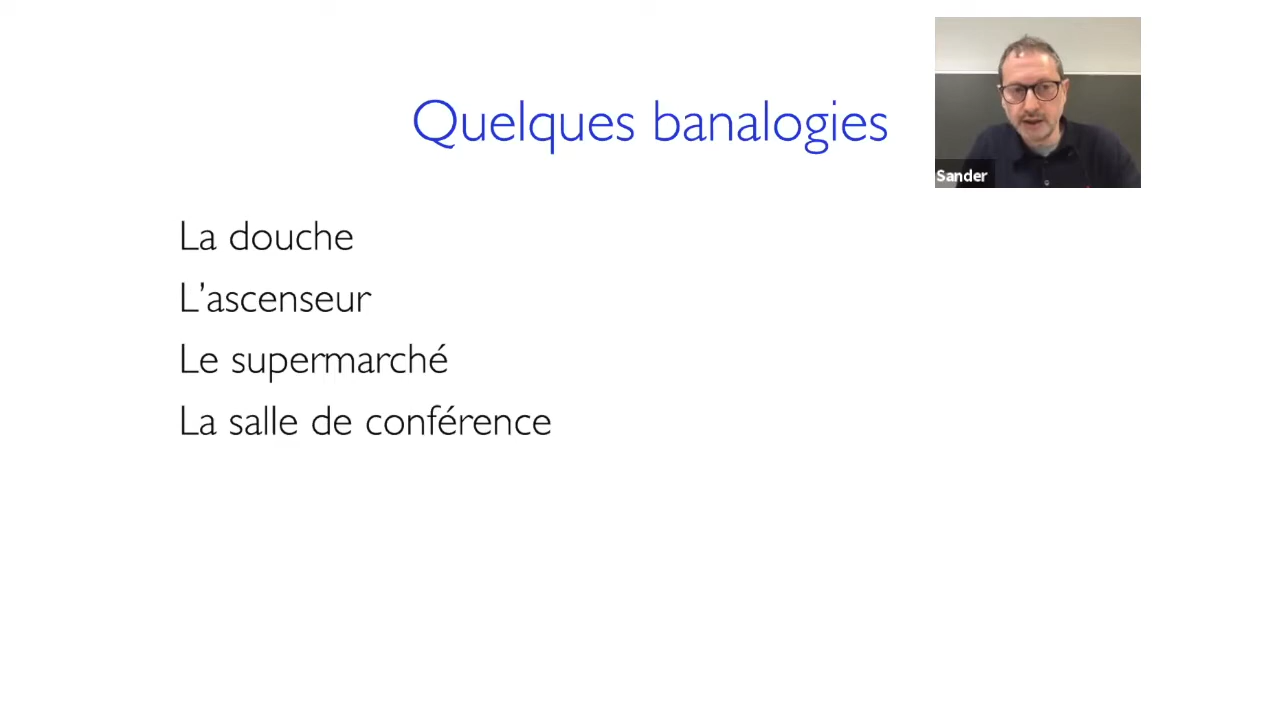 Quelques banalogies
Sander
La douche
L’ascenseur
Le supermarché
La salle de conférence